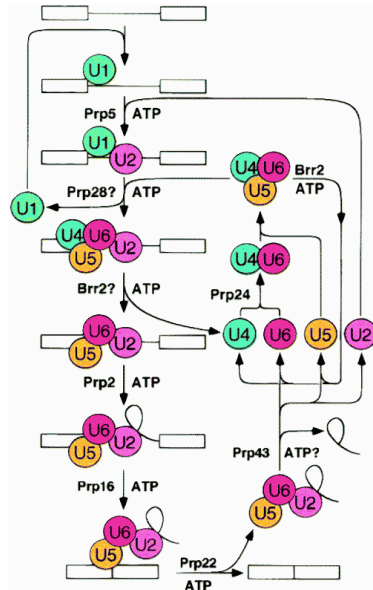 U1
Prp5 ATP
U1
U2
Prp28? ATP
U1
U4 U6
U5
Brr2
ATP
U4 U6
U5 U2
U4 U6
Brr2? ATP
Prp24
U4 U6 U5 U2
U6
U5 U2
Prp2 ATP
U6
U5 U2
Prp43 ATP?
Prp16 ATP
U6
U5 U2
U6
U5 U2
Prp22
ATP